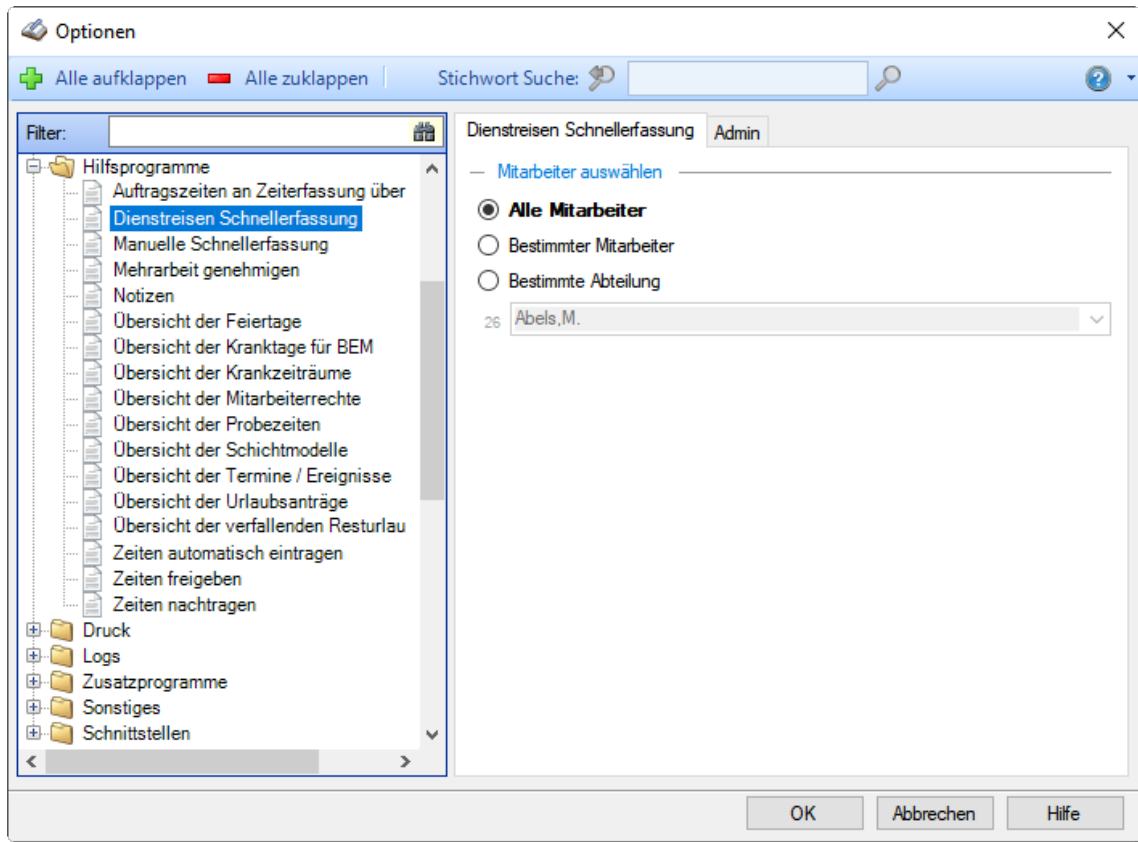 Optionen
Alle aufklappen Alle zuklappen Stichwort Suche:
Filter:
Hilfsprogramme
Auftragszeiten an Zeiterfassung über
Dienstreisen Schnellerfassung
Manuelle Schnellerfassung
Mehrarbeit genehmigen
Notizen
Übersicht der Feiertage
Übersicht der Kranktage für BEM
Übersicht der Krankzeiträume
Übersicht der Mitarbeiterrechte
Übersicht der Probezeiten
Übersicht der Schichtmodelle
Übersicht der Termine / Ereignisse
Übersicht der Urlaubsanträge
Übersicht der verfallenden Resturlau
Zeiten automatisch eintragen
Zeiten freigeben
Zeiten nachtragen
Druck
Logs
Zusatzprogramme
Sonstiges
Schnittstellen
Dienstreisen Schnellerfassung Admin
Mitarbeiter auswählen
Alle Mitarbeiter
Bestimmter Mitarbeiter
Bestimmte Abteilung
26 Abels,M.
OK Abbrechen Hilfe